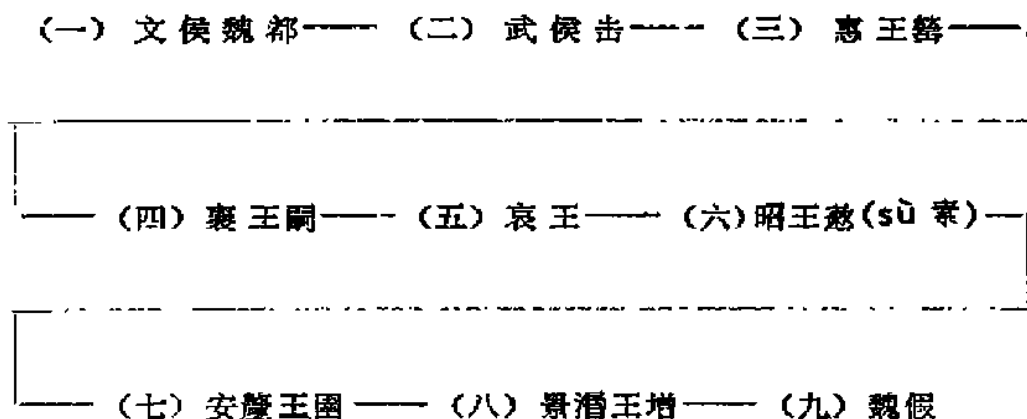 (一) 文侯魏都——(二) 武侯击——(三) 惠王罃——
——(四) 襄王嗣——(五) 哀王——(六)昭王遬(sù 素)—
——(七) 安釐王圉——(八) 景湣王增——(九) 魏假